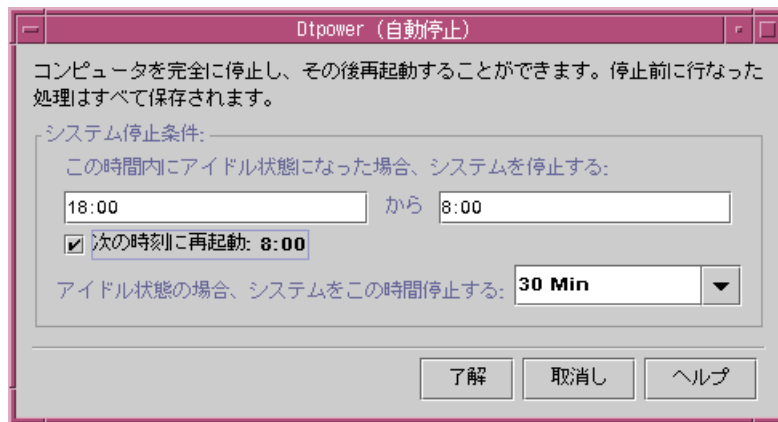 Dtpower (自動停止)
コンピュータを完全に停止し、その後再起動することができます。停止前に行なった
処理はすべて保存されます。
システム停止条件:
この時間内にアイドル状態になった場合、システムを停止する:
18:00 から 8:00
次の時刻に再起動: 8:00
アイドル状態の場合、システムをこの時間停止する: 30 Min
了解 取消し ヘルプ